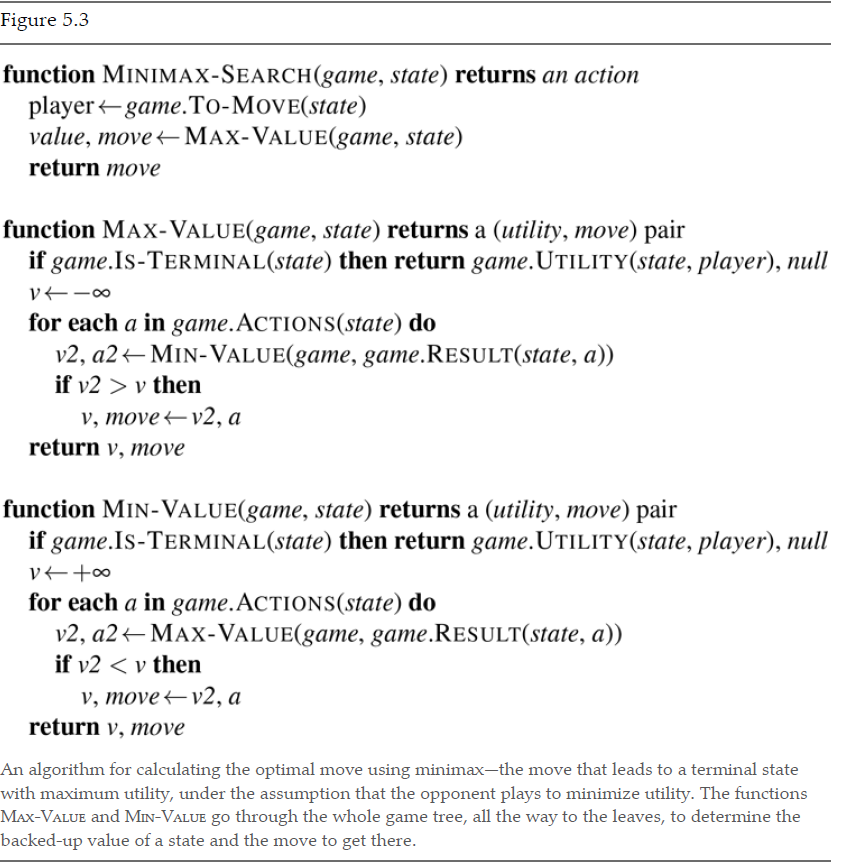 Figure 5.3
function MINIMAX-SEARCH(game, state) returns an action
player←game.TO-MOVE(state)
value, move←MAX-VALUE(game, state)
return move
function MAX-VALUE(game, state) returns a (utility, move) pair
if game.IS-TERMINAL(state) then return game.UTILITY(state, player), null
v←−∞
for each a in game.ACTIONS(state) do
v2, a2←MIN-VALUE(game, game.RESULT(state, a))
if v2 > v then
v, move←v2, a
return v, move
function MIN-VALUE(game, state) returns a (utility, move) pair
if game.IS-TERMINAL(state) then return game.UTILITY(state, player), null
v←+∞
for each a in game.ACTIONS(state) do
v2, a2←MAX-VALUE(game, game.RESULT(state, a))
if v2 < v then
v, move←v2, a
return v, move
An algorithm for calculating the optimal move using minimax—the move that leads to a terminal state
with maximum utility, under the assumption that the opponent plays to minimize utility. The functions
MAX-VALUE and MIN-VALUE go through the whole game tree, all the way to the leaves, to determine the
backed-up value of a state and the move to get there.